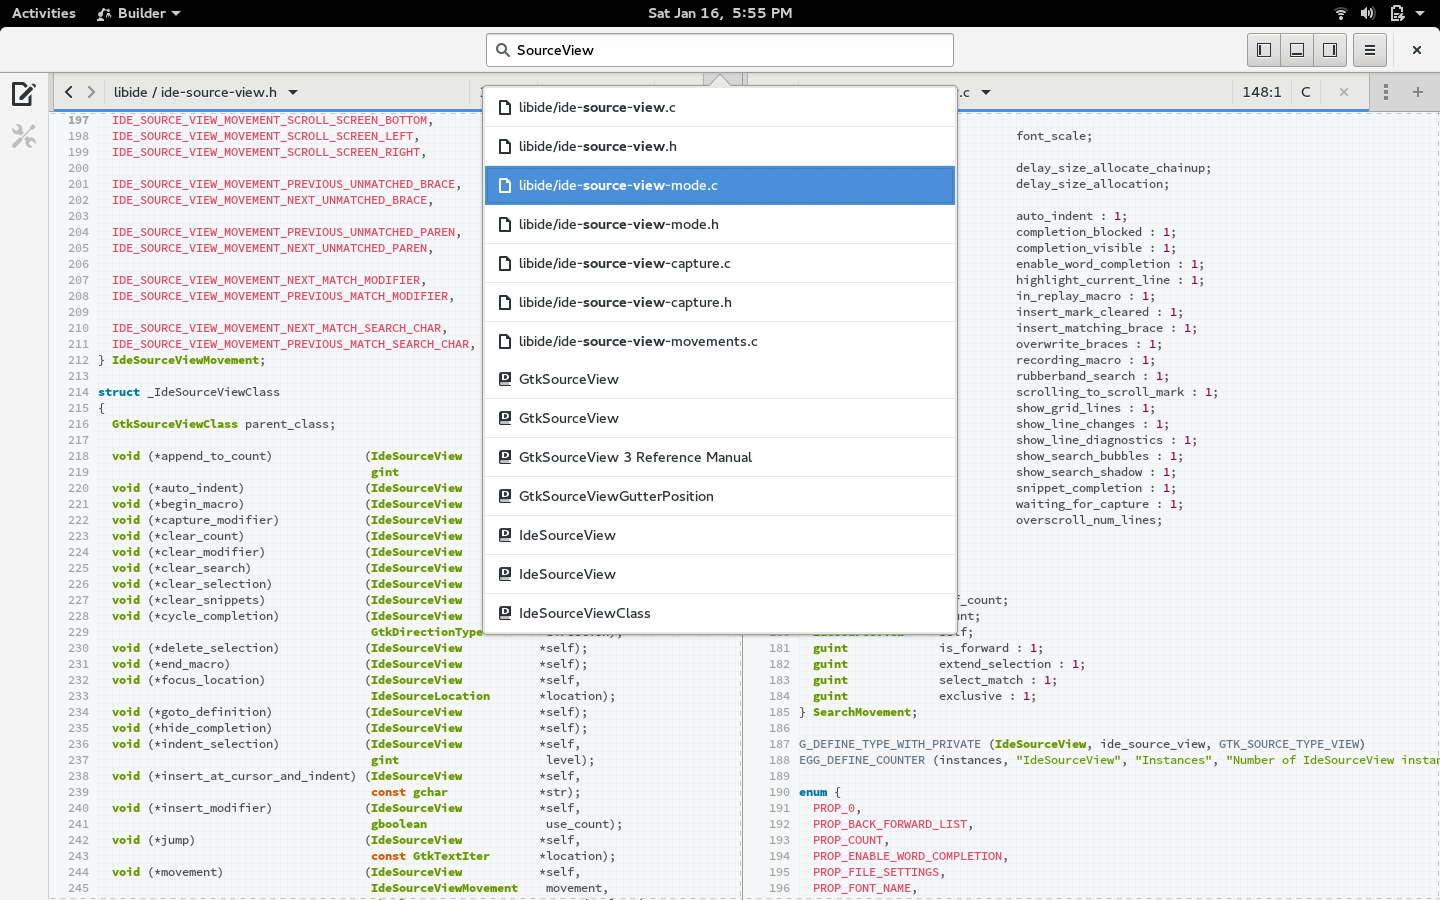 Activities Builder Sat Jan 16, 5:55 PM
SourceView
libide / ide-source-view.h
.c 148:1 C
libide/ide-source-view.c
libide/ide-source-view.h
libide/ide-source-view-mode.c
libide/ide-source-view-mode.h
libide/ide-source-view-capture.c
libide/ide-source-view-capture.h
libide/ide-source-view-movements.c
GtkSourceView
GtkSourceView
GtkSourceView 3 Reference Manual
GtkSourceViewGutterPosition
IdeSourceView
IdeSourceView
IdeSourceViewClass
197 IDE_SOURCE_VIEW_MOVEMENT_SCROLL_SCREEN_BOTTOM,
198 IDE_SOURCE_VIEW_MOVEMENT_SCROLL_SCREEN_LEFT,
199 IDE_SOURCE_VIEW_MOVEMENT_SCROLL_SCREEN_RIGHT,
200
201 IDE_SOURCE_VIEW_MOVEMENT_PREVIOUS_UNMATCHED_BRACE,
202 IDE_SOURCE_VIEW_MOVEMENT_NEXT_UNMATCHED_BRACE,
203
204 IDE_SOURCE_VIEW_MOVEMENT_PREVIOUS_UNMATCHED_PAREN,
205 IDE_SOURCE_VIEW_MOVEMENT_NEXT_UNMATCHED_PAREN,
206
207 IDE_SOURCE_VIEW_MOVEMENT_NEXT_MATCH_MODIFIER,
208 IDE_SOURCE_VIEW_MOVEMENT_PREVIOUS_MATCH_MODIFIER,
209
210 IDE_SOURCE_VIEW_MOVEMENT_NEXT_MATCH_SEARCH_CHAR,
211 IDE_SOURCE_VIEW_MOVEMENT_PREVIOUS_MATCH_SEARCH_CHAR,
212 } IdeSourceViewMovement;
213
214 struct _IdeSourceViewClass
215 {
216 GtkSourceViewClass parent_class;
217
218 void (*append_to_count) (IdeSourceView
219 gint
220 void (*auto_indent) (IdeSourceView
221 void (*begin_macro) (IdeSourceView
222 void (*capture_modifier) (IdeSourceView
223 void (*clear_count) (IdeSourceView
224 void (*clear_modifier) (IdeSourceView
225 void (*clear_search) (IdeSourceView
226 void (*clear_selection) (IdeSourceView
227 void (*clear_snippets) (IdeSourceView
228 void (*cycle_completion) (IdeSourceView
229 GtkDirectionType
230 void (*delete_selection) (IdeSourceView *self);
231 void (*end_macro) (IdeSourceView *self);
232 void (*focus_location) (IdeSourceView *self,
233 IdeSourceLocation *location);
234 void (*goto_definition) (IdeSourceView *self);
235 void (*hide_completion) (IdeSourceView *self);
236 void (*indent_selection) (IdeSourceView *self,
237 gint level);
238 void (*insert_at_cursor_and_indent) (IdeSourceView *self,
239 const gchar *str);
240 void (*insert_modifier) (IdeSourceView *self,
241 gboolean use_count);
242 void (*jump) (IdeSourceView *self,
243 const GtkTextIter *location);
244 void (*movement) (IdeSourceView *self,
245 IdeSourceViewMovement movement,
font_scale;
delay_size_allocate_chainup;
delay_size_allocation;
auto_indent : 1;
completion_blocked : 1;
completion_visible : 1;
enable_word_completion : 1;
highlight_current_line : 1;
in_replay_macro : 1;
insert_mark_cleared : 1;
insert_matching_brace : 1;
overwrite_braces : 1;
recording_macro : 1;
rubberband_search : 1;
scrolling_to_scroll_mark : 1;
show_grid_lines : 1;
show_line_changes : 1;
show_line_diagnostics : 1;
show_search_bubbles : 1;
show_search_shadow : 1;
snippet_completion : 1;
waiting_for_capture : 1;
overscroll_num_lines;
_count;
self;
181 guint is_forward : 1;
182 guint extend_selection : 1;
183 guint select_match : 1;
184 guint exclusive : 1;
185 } SearchMovement;
186
187 G_DEFINE_TYPE_WITH_PRIVATE (IdeSourceView, ide_source_view, GTK_SOURCE_TYPE_VIEW)
188 EGG_DEFINE_COUNTER (instances, "IdeSourceView", "Instances", "Number of IdeSourceView instan
189
190 enum {
191 PROP_0,
192 PROP_BACK_FORWARD_LIST,
193 PROP_COUNT,
194 PROP_ENABLE_WORD_COMPLETION,
195 PROP_FILE_SETTINGS,
196 PROP_FONT_NAME,